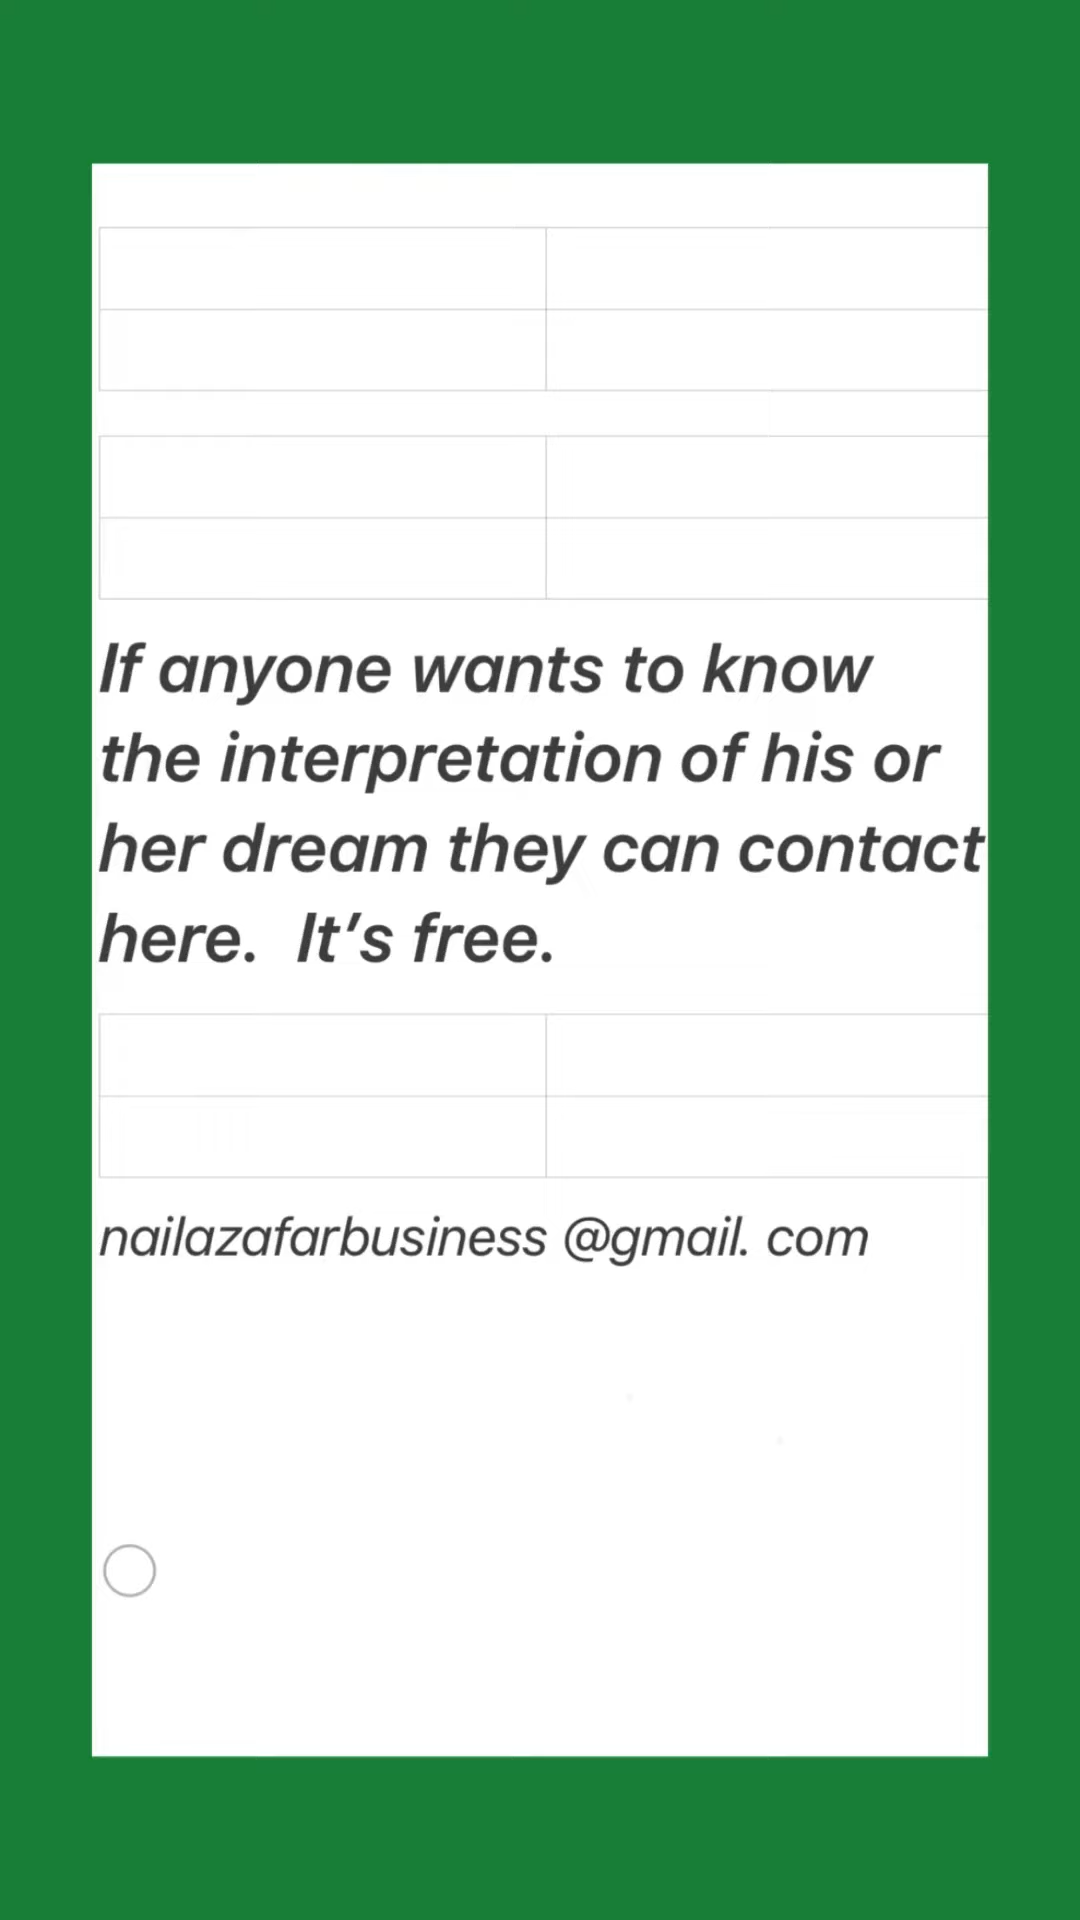 If anyone wants to know
the interpretation of his or
her dream they can contact
here.  It’s free.
nailazafarbusiness @gmail. com